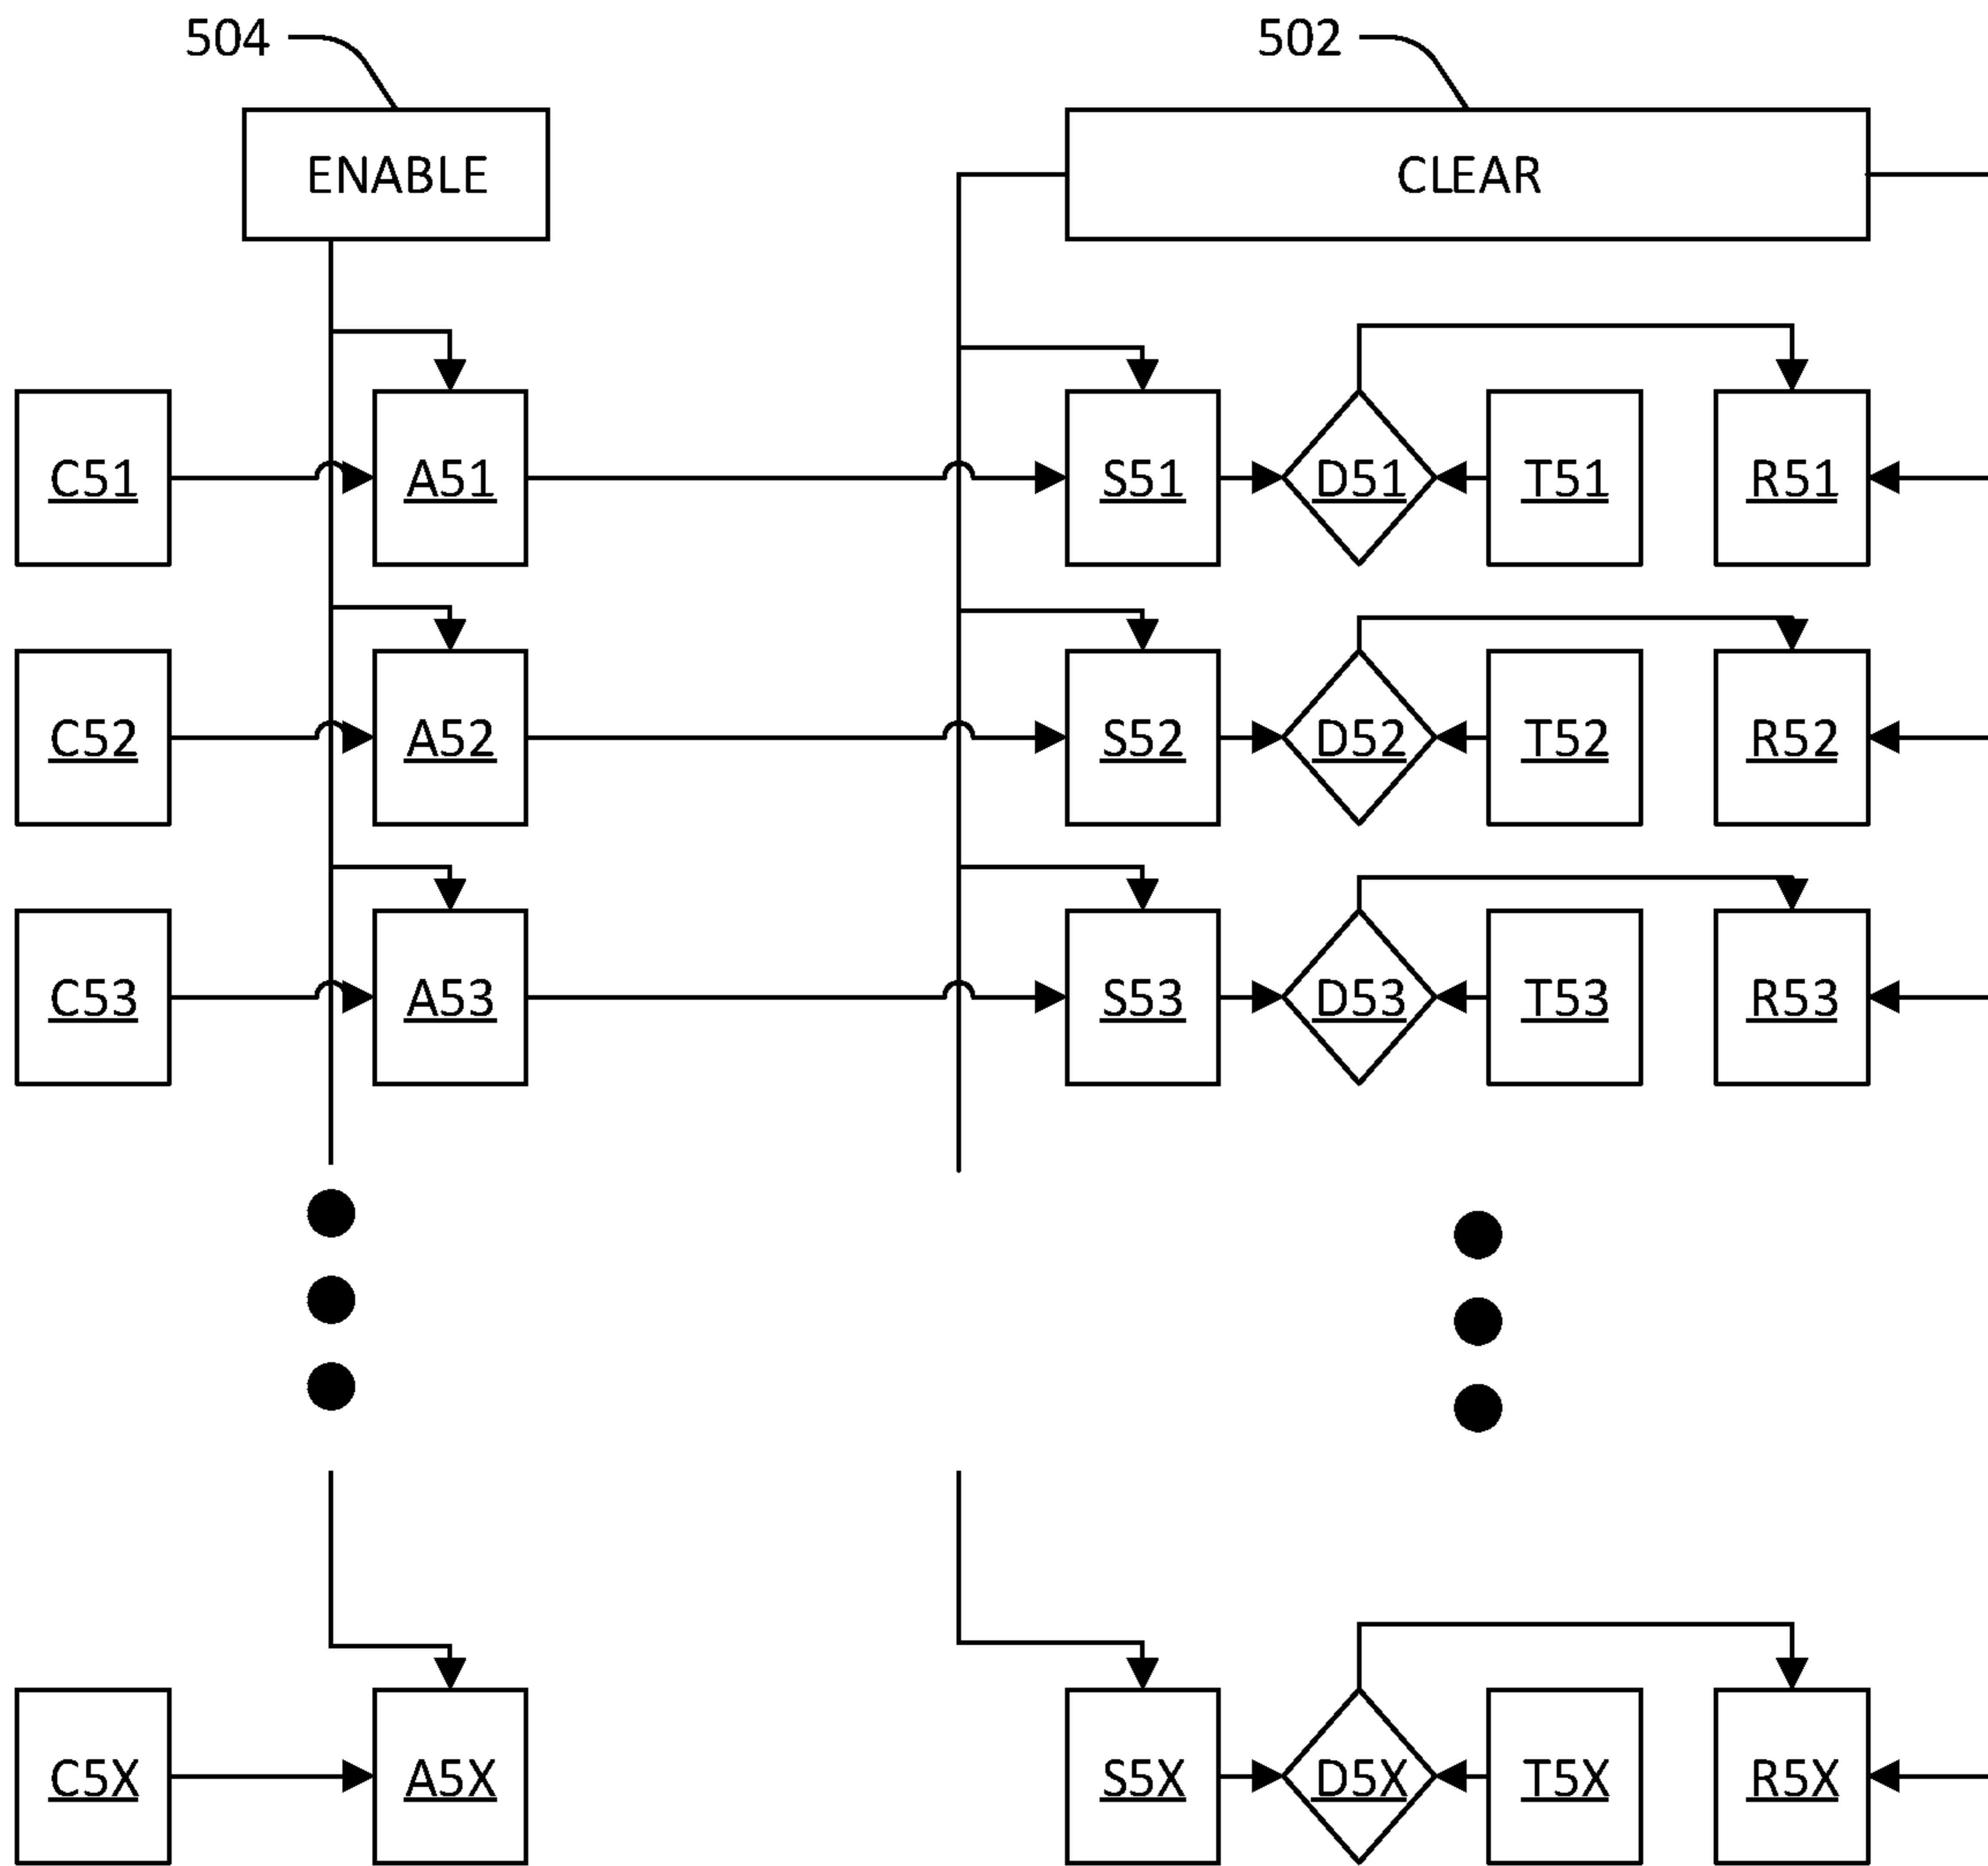 504 502
ENABLE CLEAR
C51 A51 S51 D51 T51 R51
C52 A52 S52 D52 T52 R52
C53 A53 S53 D53 T53 R53
C5X A5X S5X D5X T5X R5X